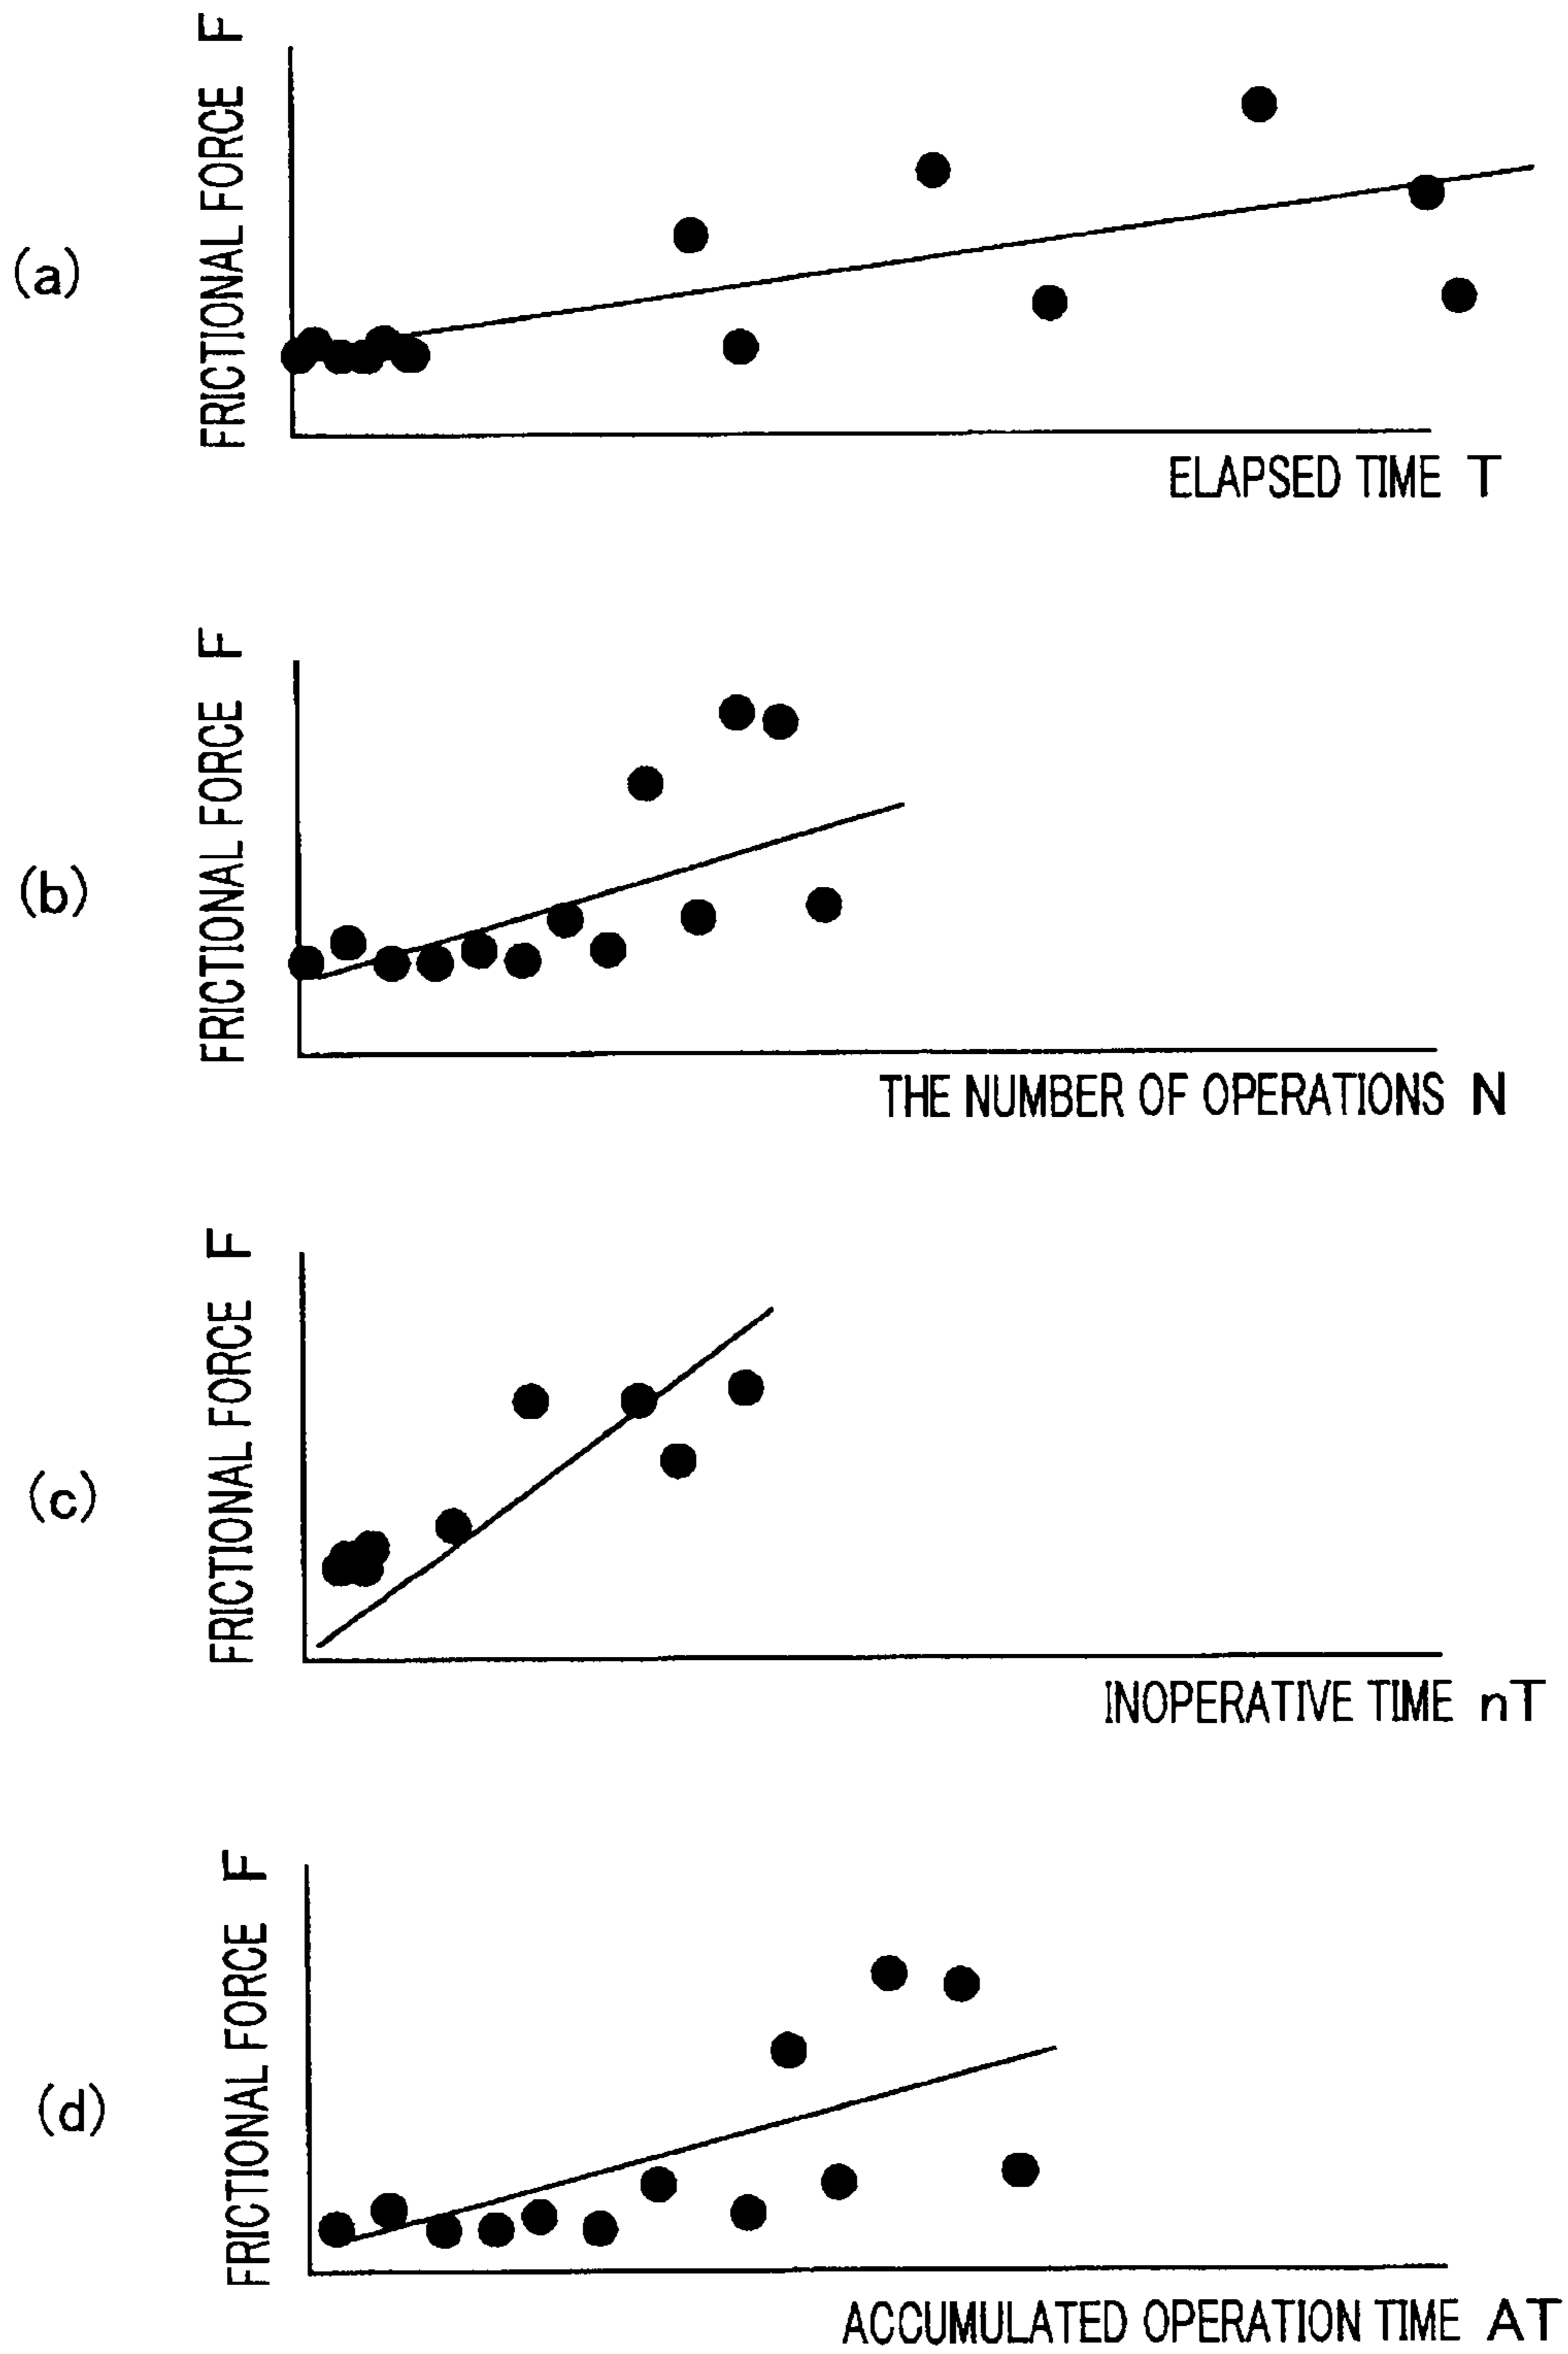 (a)
FRICTIONAL FORCE F
ELAPSED TIME T
(b)
FRICTIONAL FORCE F
THE NUMBER OF OPERATIONS N
(c)
FRICTIONAL FORCE F
INOPERATIVE TIME nT
(d)
FRICTIONAL FORCE F
ACCUMULATED OPERATION TIME AT